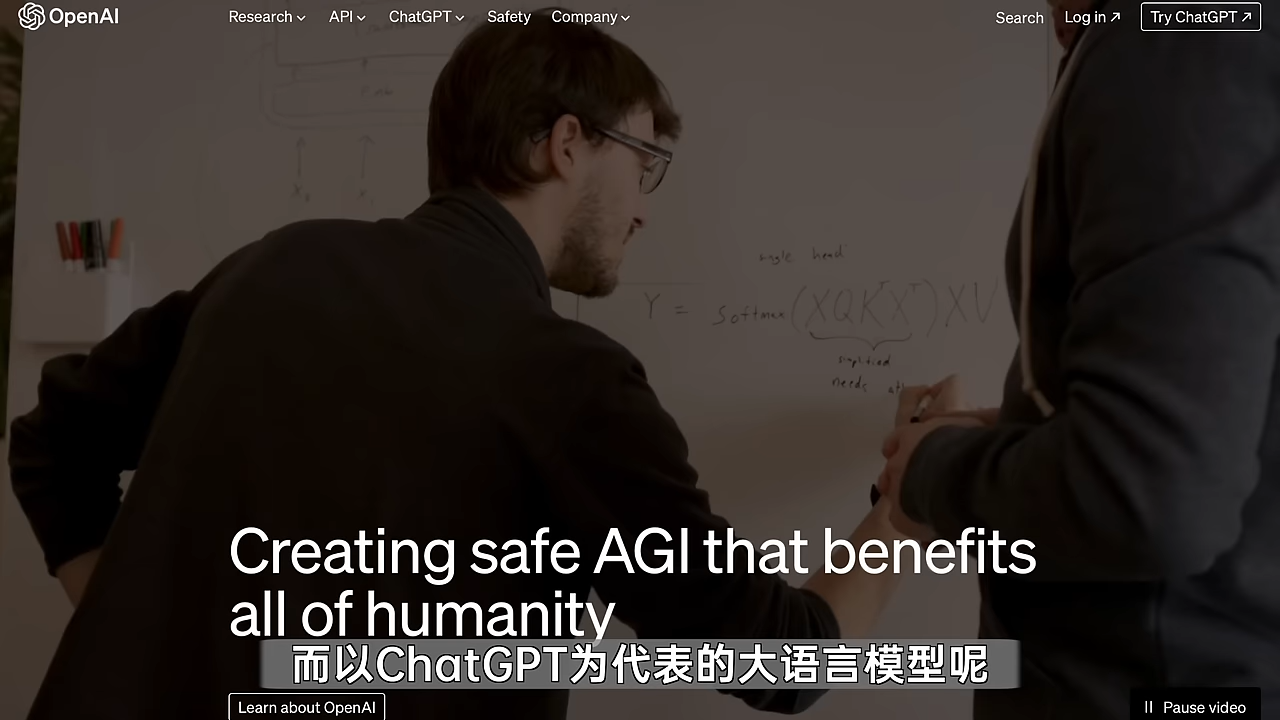 OpenAI
Research API ChatGPT Safety Company
Search Log in Try ChatGPT
single head
Y = Softmax(XQKᵀXᵀ)XV
simplified
needs
Creating safe AGI that benefits
all of humanity
而以ChatGPT为代表的大语言模型呢
Learn about OpenAI
Pause video